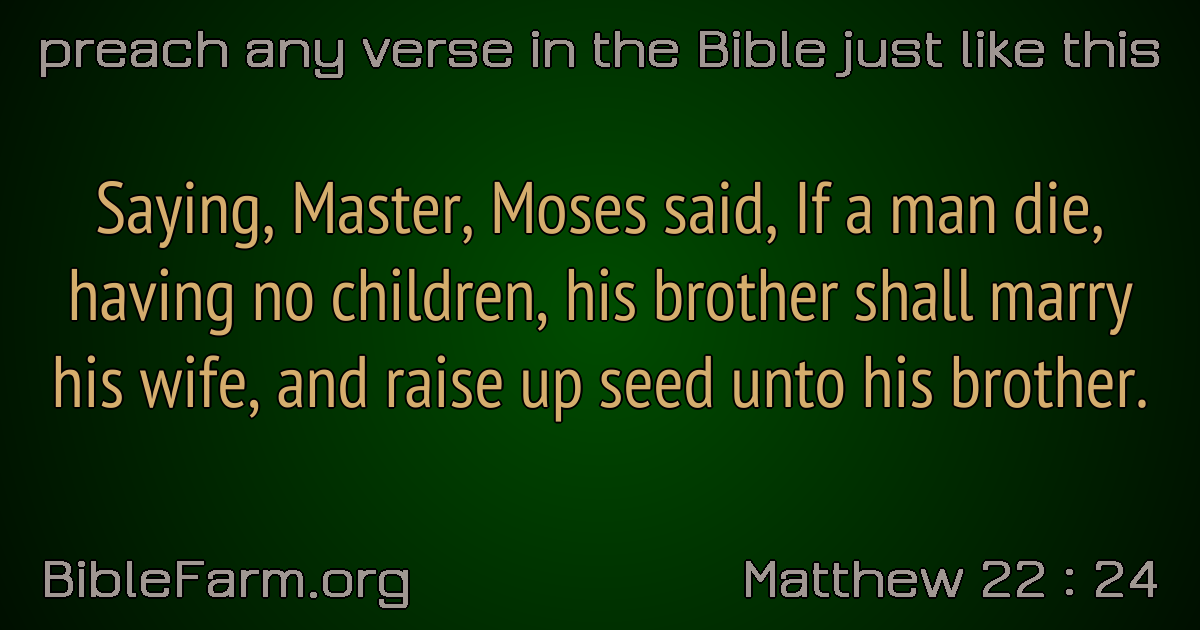 preach any verse in the Bible just like this
Saying, Master, Moses said, If a man die,
having no children, his brother shall marry
his wife, and raise up seed unto his brother.
BibleFarm.org
Matthew 22 : 24